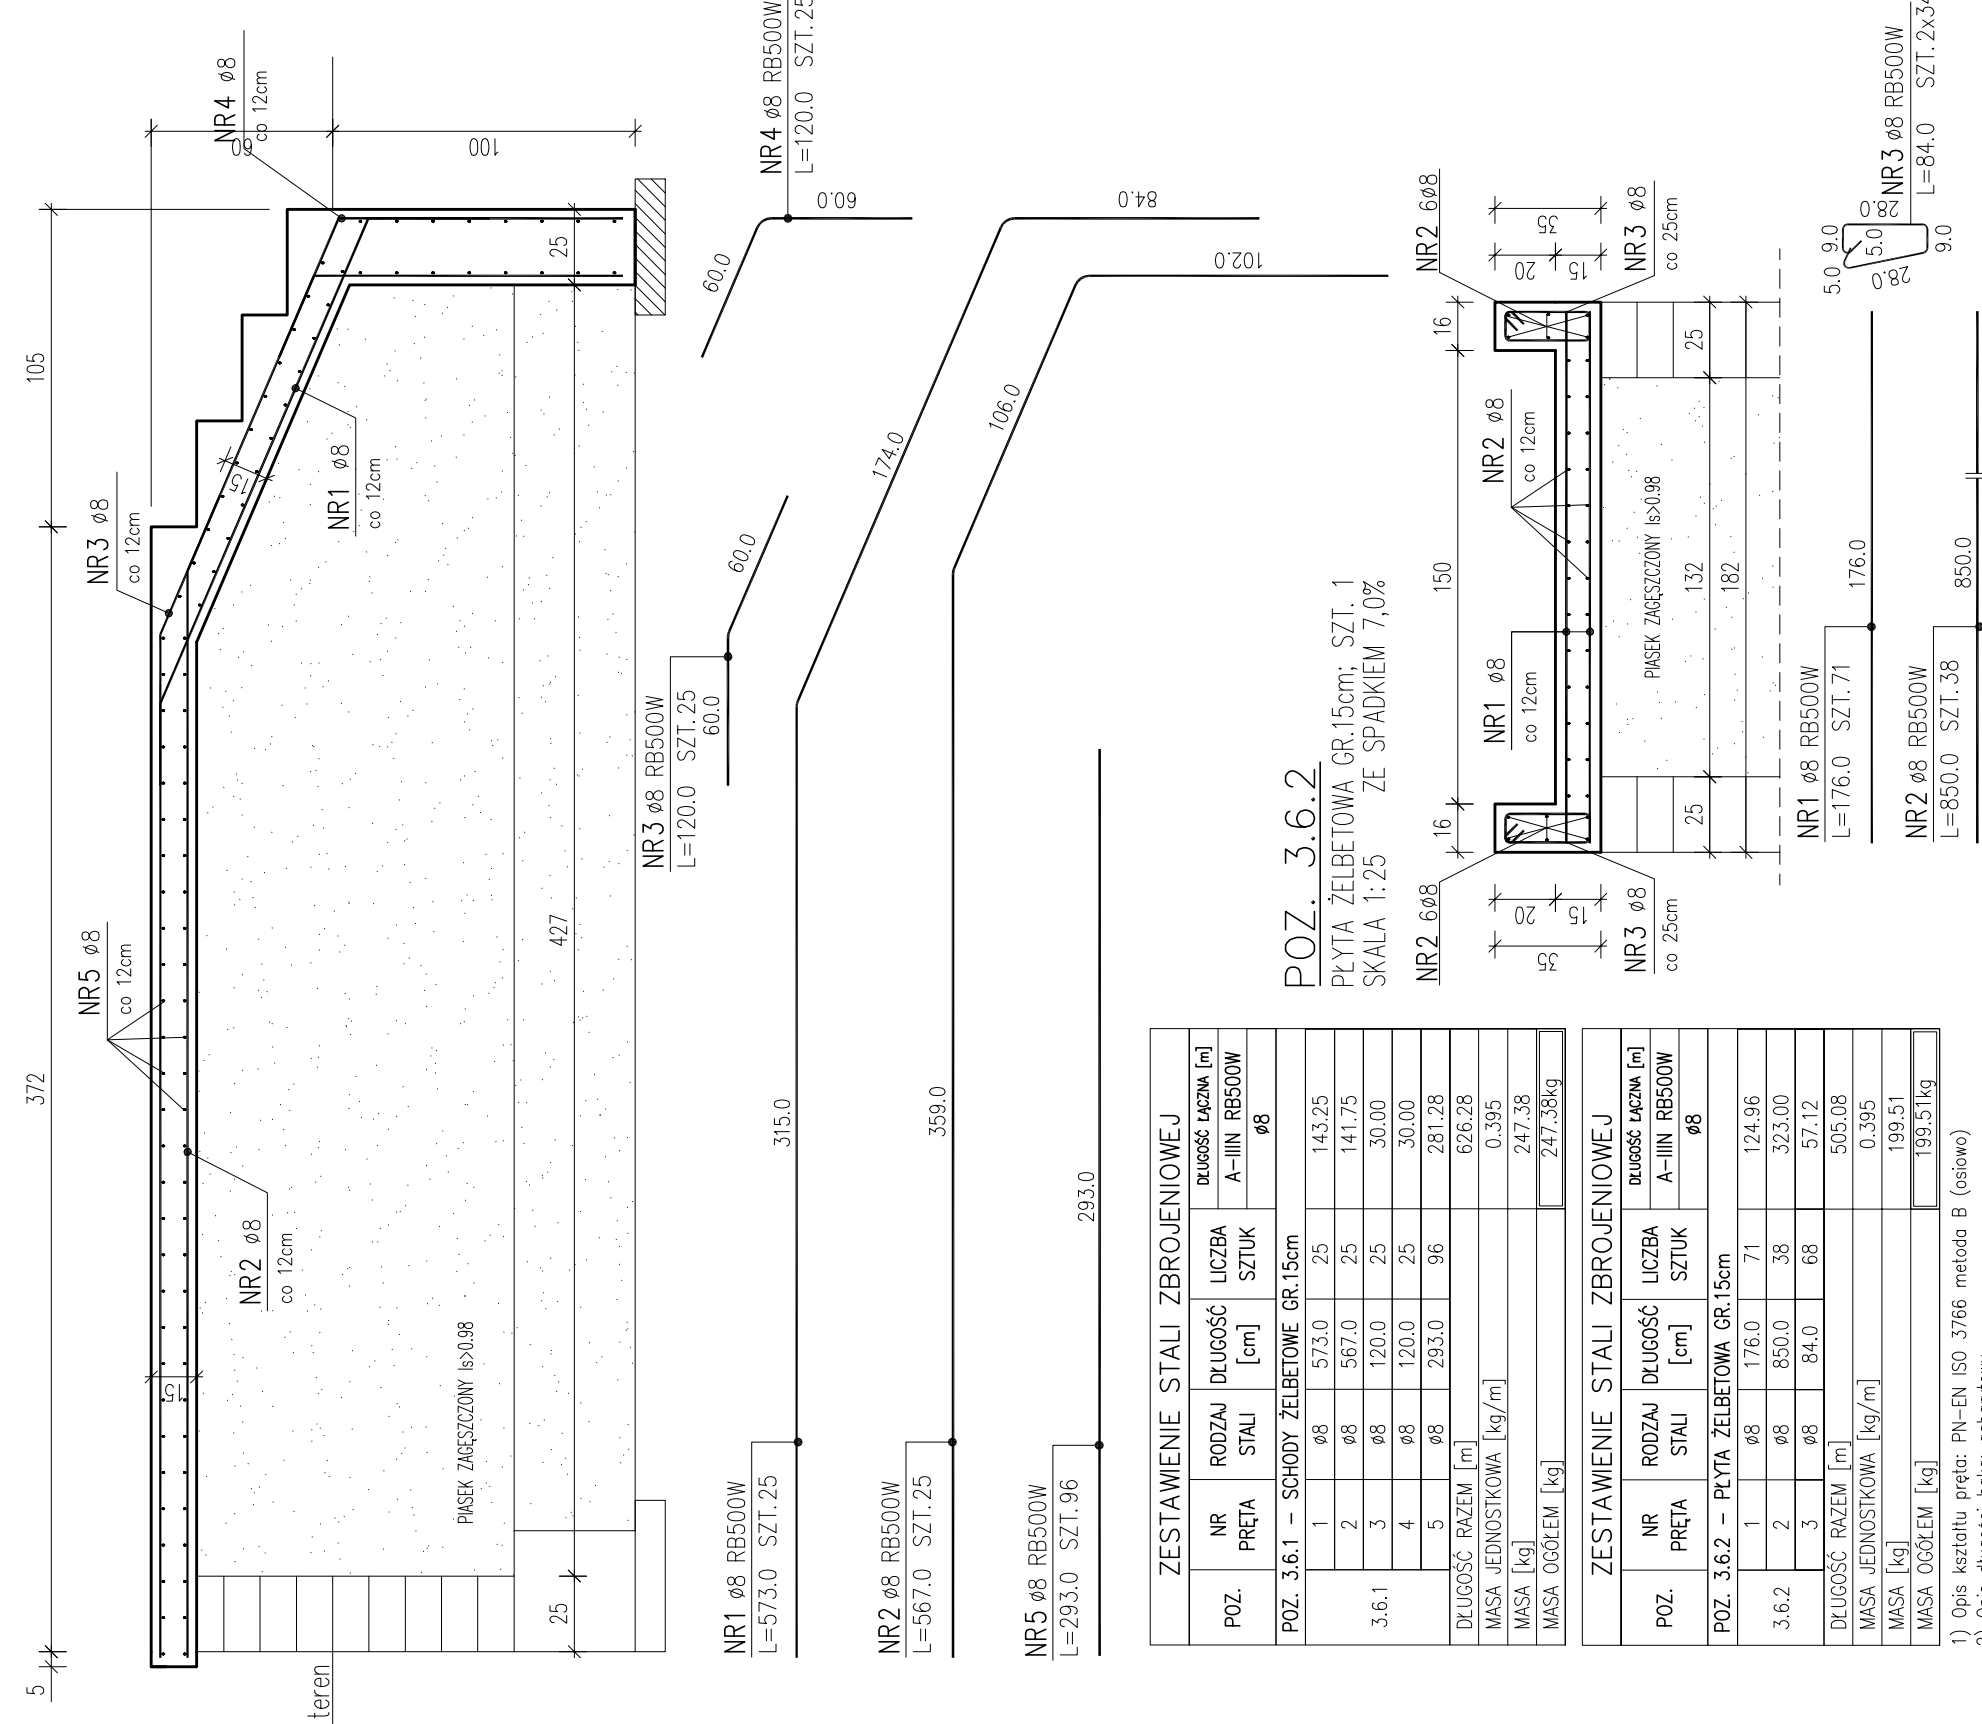 5
372
105
60
100
NR3 ø8
co 12cm
NR4 ø8
co 12cm
NR5 ø8
co 12cm
NR1 ø8
co 12cm
NR2 ø8
co 12cm
15
15
25
427
25
teren
PIASEK ZAGĘSZCZONY Is>0.98
NR3 ø8 RB500W
L=120.0 SZT.25
60.0
60.0
NR4 ø8 RB500W
L=120.0 SZT.25
60.0
60.0
NR1 ø8 RB500W
L=573.0 SZT.25
315.0
174.0
84.0
NR2 ø8 RB500W
L=567.0 SZT.25
359.0
106.0
102.0
NR5 ø8 RB500W
L=293.0 SZT.96
293.0
ZESTAWIENIE STALI ZBROJENIOWEJ
POZ. NR PRĘTA RODZAJ STALI DŁUGOŚĆ [cm] LICZBA SZTUK DŁUGOŚĆ ŁĄCZNA [m]
A-IIIN RB500W
ø8
POZ. 3.6.1 - SCHODY ŻELBETOWE GR.15cm
3.6.1
1 ø8 573.0 25 143.25
2 ø8 567.0 25 141.75
3 ø8 120.0 25 30.00
4 ø8 120.0 25 30.00
5 ø8 293.0 96 281.28
DŁUGOŚĆ RAZEM [m] 626.28
MASA JEDNOSTKOWA [kg/m] 0.395
MASA [kg] 247.38
MASA OGÓŁEM [kg] 247.38kg
ZESTAWIENIE STALI ZBROJENIOWEJ
POZ. NR PRĘTA RODZAJ STALI DŁUGOŚĆ [cm] LICZBA SZTUK DŁUGOŚĆ ŁĄCZNA [m]
A-IIIN RB500W
ø8
POZ. 3.6.2 - PŁYTA ŻELBETOWA GR.15cm
3.6.2
1 ø8 176.0 71 124.96
2 ø8 850.0 38 323.00
3 ø8 84.0 68 57.12
DŁUGOŚĆ RAZEM [m] 505.08
MASA JEDNOSTKOWA [kg/m] 0.395
MASA [kg] 199.51
MASA OGÓŁEM [kg] 199.51kg
1) Opis kształtu pręta: PN-EN ISO 3766 metoda B (osiowo)
POZ. 3.6.2
PŁYTA ŻELBETOWA GR.15cm; SZT. 1
SKALA 1:25 ZE SPADKIEM 7,0%
NR2 6ø8
NR2 6ø8
16
150
16
NR1 ø8
co 12cm
NR2 ø8
co 12cm
35
20
15
35
20
15
NR3 ø8
co 25cm
NR3 ø8
co 25cm
PIASEK ZAGĘSZCZONY Is>0.98
25
132
25
182
NR1 ø8 RB500W
L=176.0 SZT.71
176.0
NR2 ø8 RB500W
L=850.0 SZT.38
850.0
NR3 ø8 RB500W
L=84.0 SZT.2x34
5.0
9.0
28.0
5.0
28.0
9.0